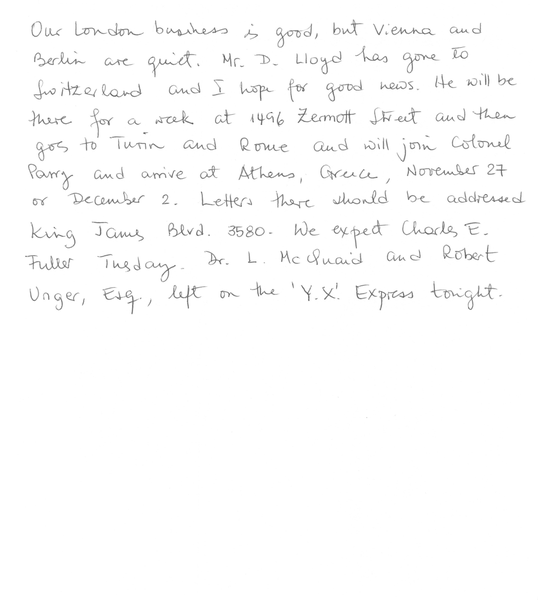 Our London business is good, but Vienna and
Berlin are quiet. Mr. D. Lloyd has gone to
Switzerland and I hope for good news. He will be
there for a week at 1496 Zermott Street and then
goes to Turin and Rome and will join Colonel
Parry and arrive at Athens, Greece, November 27
or December 2. Letters there should be addressed
King James Blvd. 3580. We expect Charles E.
Fuller Tuesday. Dr. L. McQuaid and Robert
Unger, Esq., left on the 'Y.X'. Express tonight.